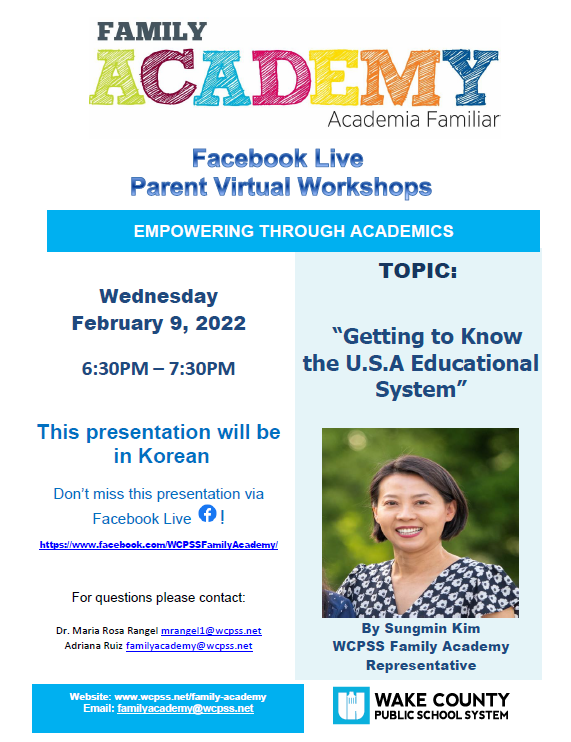 FAMILY
ACADEMY
Academia Familiar
Facebook Live
Parent Virtual Workshops
EMPOWERING THROUGH ACADEMICS
Wednesday
February 9, 2022
6:30PM – 7:30PM
This presentation will be
in Korean
Don’t miss this presentation via
Facebook Live !
https://www.facebook.com/WCPSSFamilyAcademy/
For questions please contact:
Dr. Maria Rosa Rangel mrangel1@wcpss.net
Adriana Ruiz familyacademy@wcpss.net
TOPIC:
“Getting to Know
the U.S.A Educational
System”
By Sungmin Kim
WCPSS Family Academy
Representative
Website: www.wcpss.net/family-academy
Email: familyacademy@wcpss.net
WAKE COUNTY
PUBLIC SCHOOL SYSTEM